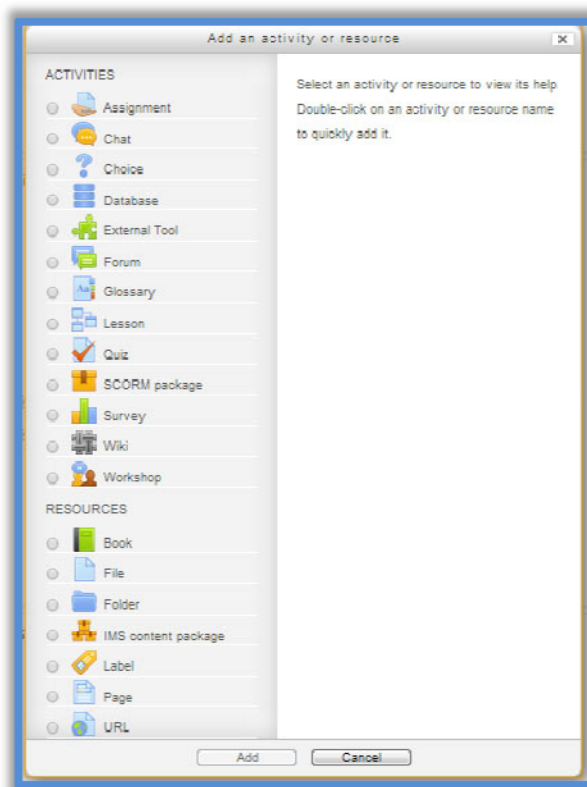 Add an activity or resource
ACTIVITIES
Assignment
Chat
Choice
Database
External Tool
Forum
Aa
Glossary
Lesson
Quiz
SCORM package
Survey
Wiki
Workshop
RESOURCES
Book
File
Folder
IMS content package
Label
Page
URL
Select an activity or resource to view its help
Double-click on an activity or resource name
to quickly add it.
Add
Cancel